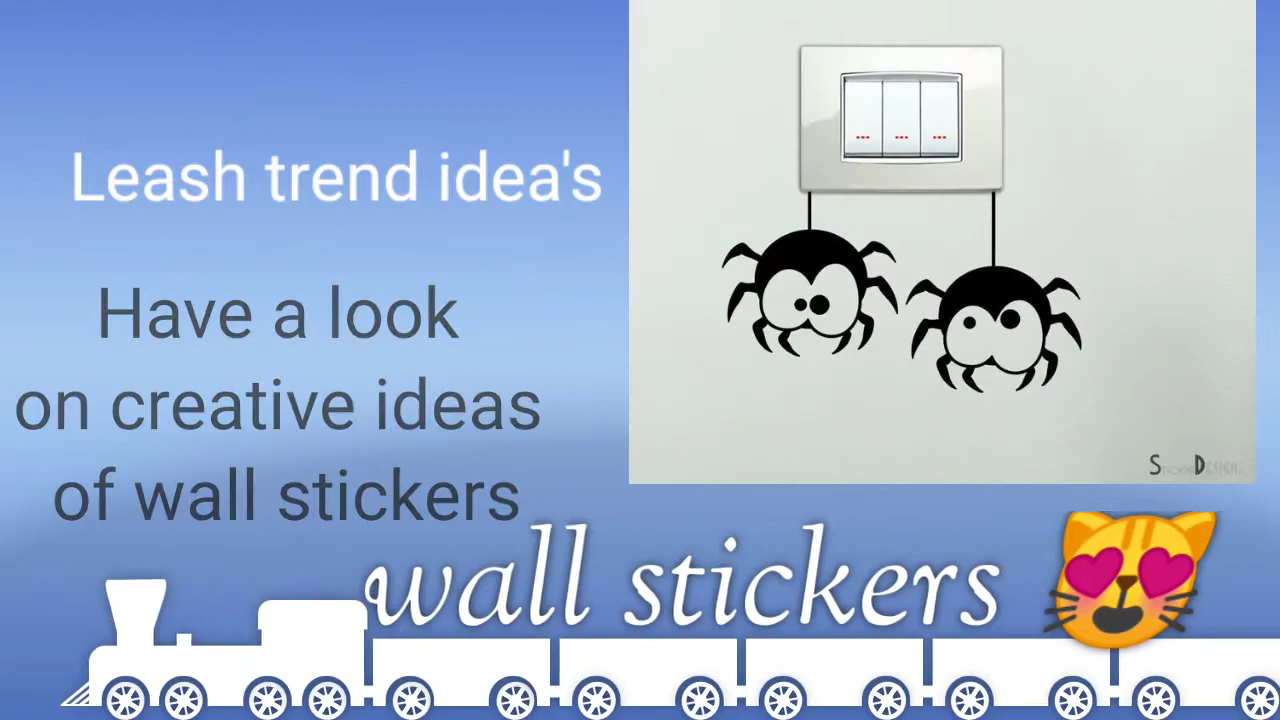 Leash trend idea's
Have a look
on creative ideas
of wall stickers
wall stickers